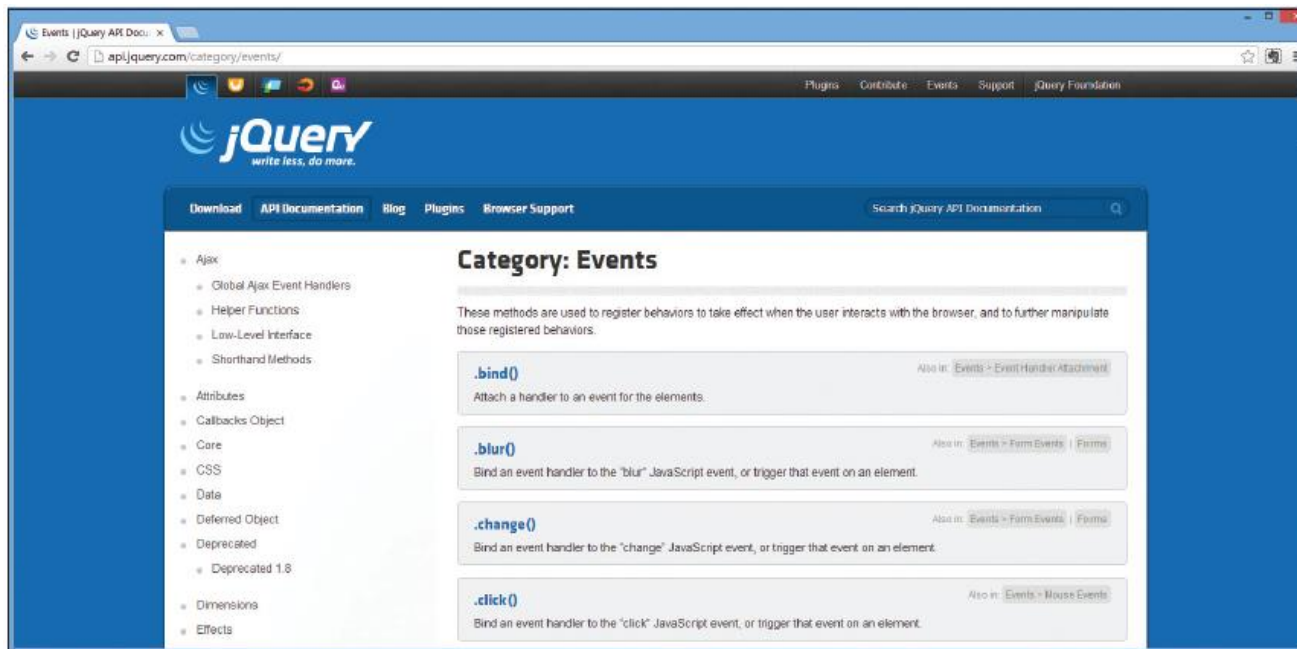 Events | jQuery API Docu
api.jquery.com/category/events/
Plugins Contribute Events Support jQuery Foundation
jQuery
write less, do more.
Download API Documentation Blog Plugins Browser Support
Search jQuery API Documentation
Ajax
Global Ajax Event Handlers
Helper Functions
Low-Level Interface
Shorthand Methods
Attributes
Callbacks Object
Core
CSS
Data
Deferred Object
Deprecated
Deprecated 1.8
Dimensions
Effects
Category: Events
These methods are used to register behaviors to take effect when the user interacts with the browser, and to further manipulate
those registered behaviors.
.bind()
Also in: Events > Event Handler Attachment
Attach a handler to an event for the elements.
.blur()
Also in: Events > Form Events | Forms
Bind an event handler to the "blur" JavaScript event, or trigger that event on an element.
.change()
Also in: Events > Form Events | Forms
Bind an event handler to the "change" JavaScript event, or trigger that event on an element.
.click()
Also in: Events > Mouse Events
Bind an event handler to the "click" JavaScript event, or trigger that event on an element.